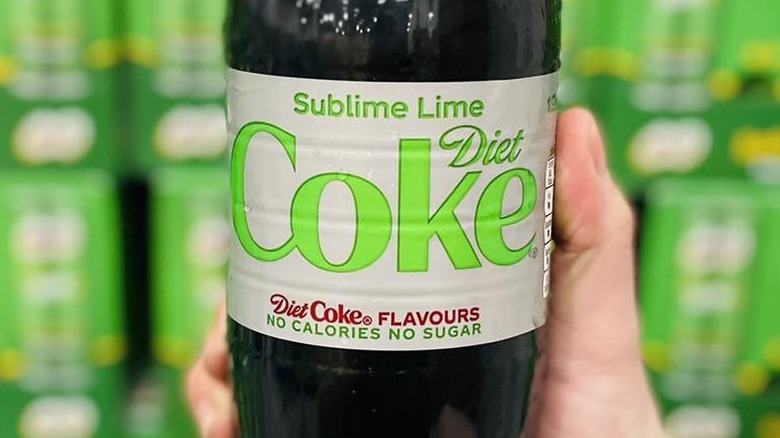 Sublime Lime
Diet
Coke
Diet Coke® FLAVOURS
NO CALORIES NO SUGAR